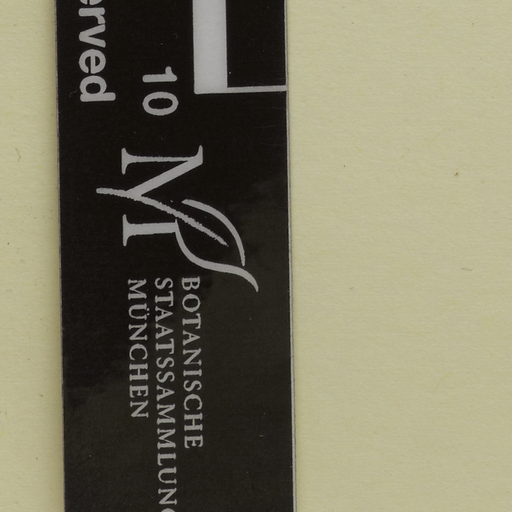 erved
10
M
BOTANISCHE
STAATSSAMMLUNG
MÜNCHEN